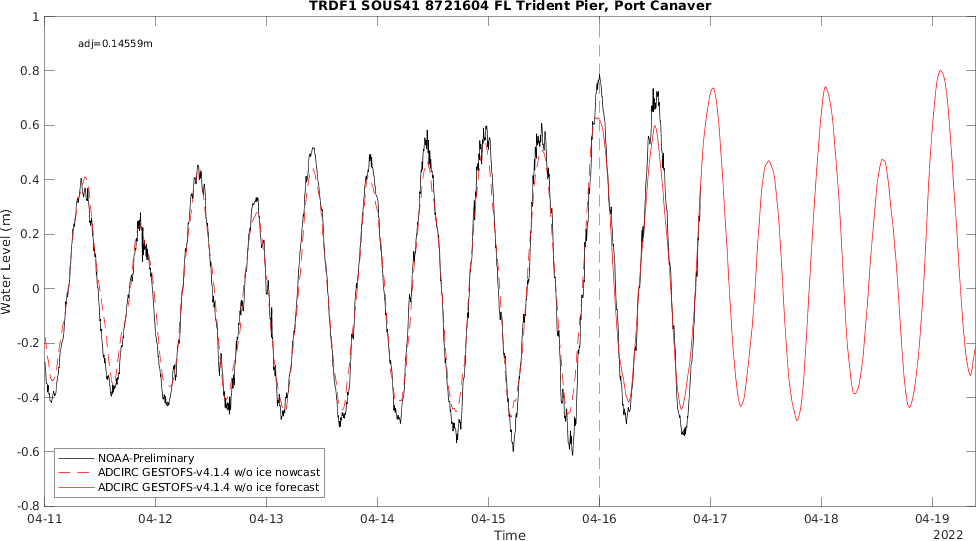 TRDF1 SOUS41 8721604 FL Trident Pier, Port Canaver
adj=0.14559m
1
0.8
0.6
0.4
0.2
0
-0.2
-0.4
-0.6
-0.8
Water Level (m)
NOAA-Preliminary
ADCIRC GESTOFS-v4.1.4 w/o ice nowcast
ADCIRC GESTOFS-v4.1.4 w/o ice forecast
04-11 04-12 04-13 04-14 04-15 04-16 04-17 04-18 04-19
Time
2022